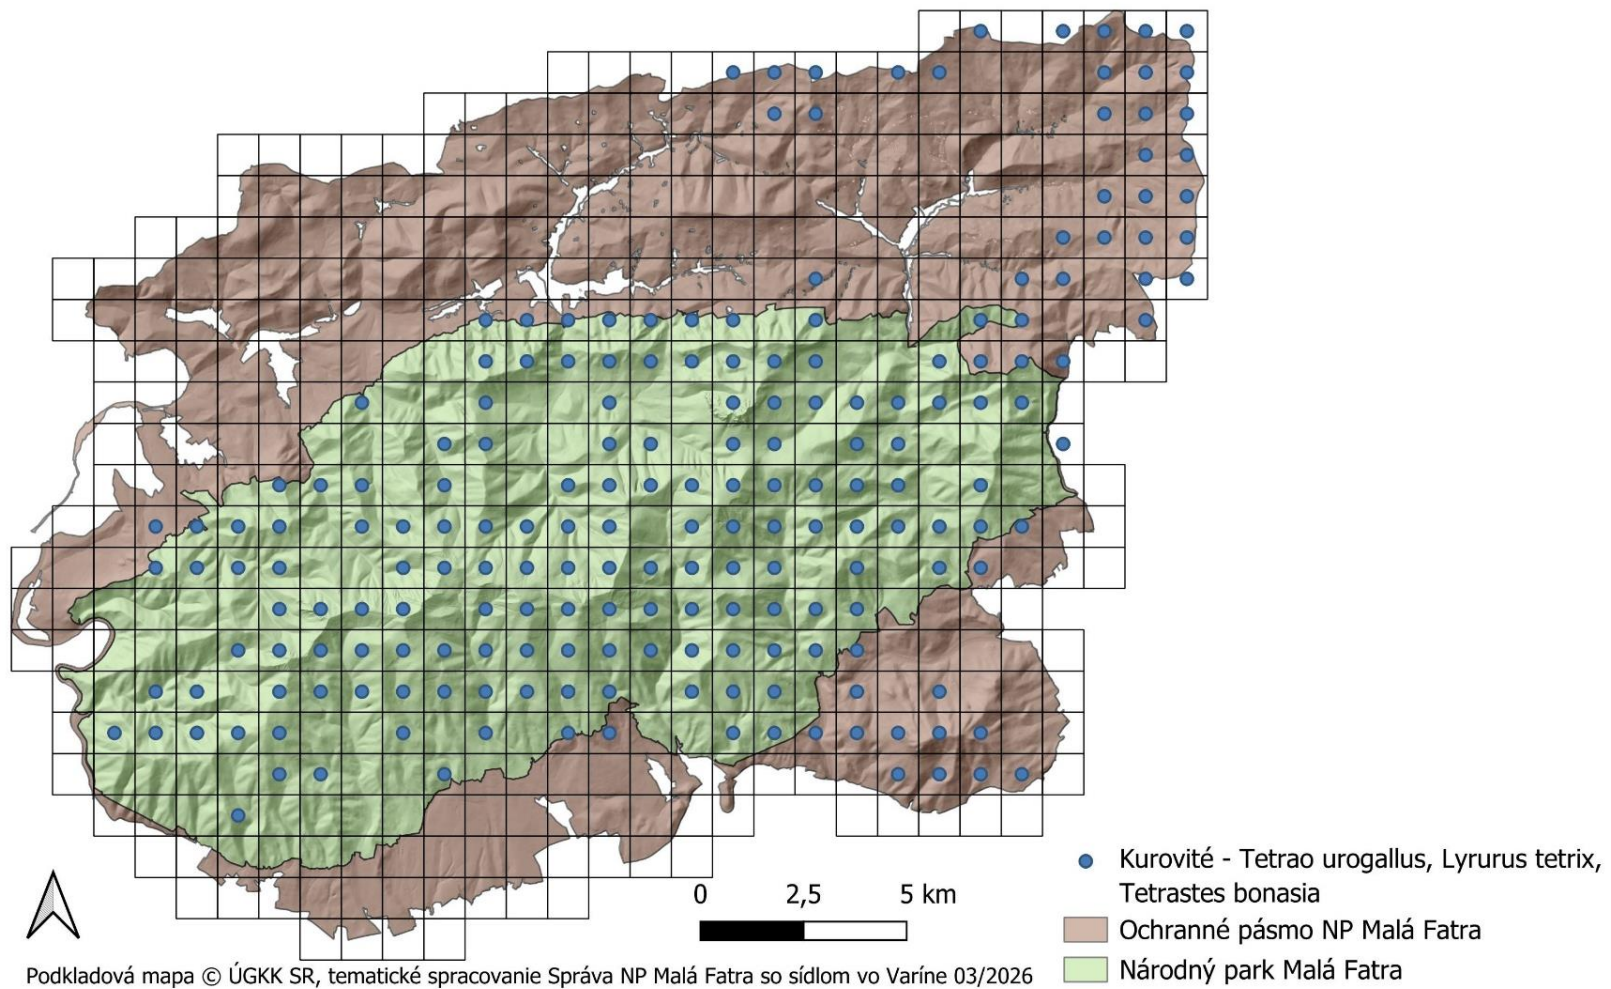 Kurovité - Tetrao urogallus, Lyrurus tetrix,
Tetrastes bonasia
0 2,5 5 km
Ochranné pásmo NP Malá Fatra
Národný park Malá Fatra
Podkladová mapa © ÚGKK SR, tematické spracovanie Správa NP Malá Fatra so sídlom vo Varíne 03/2026